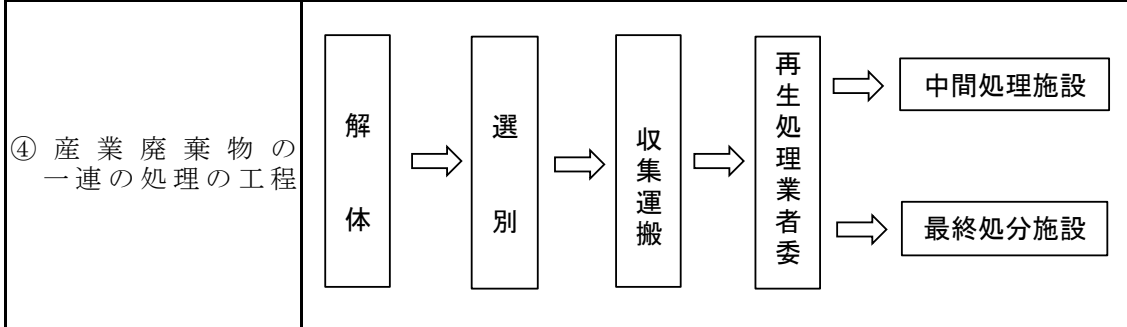 ④ 産業廃棄物の
一連の処理の工程
解体
選別
収集運搬
再生処理業者委
中間処理施設
最終処分施設